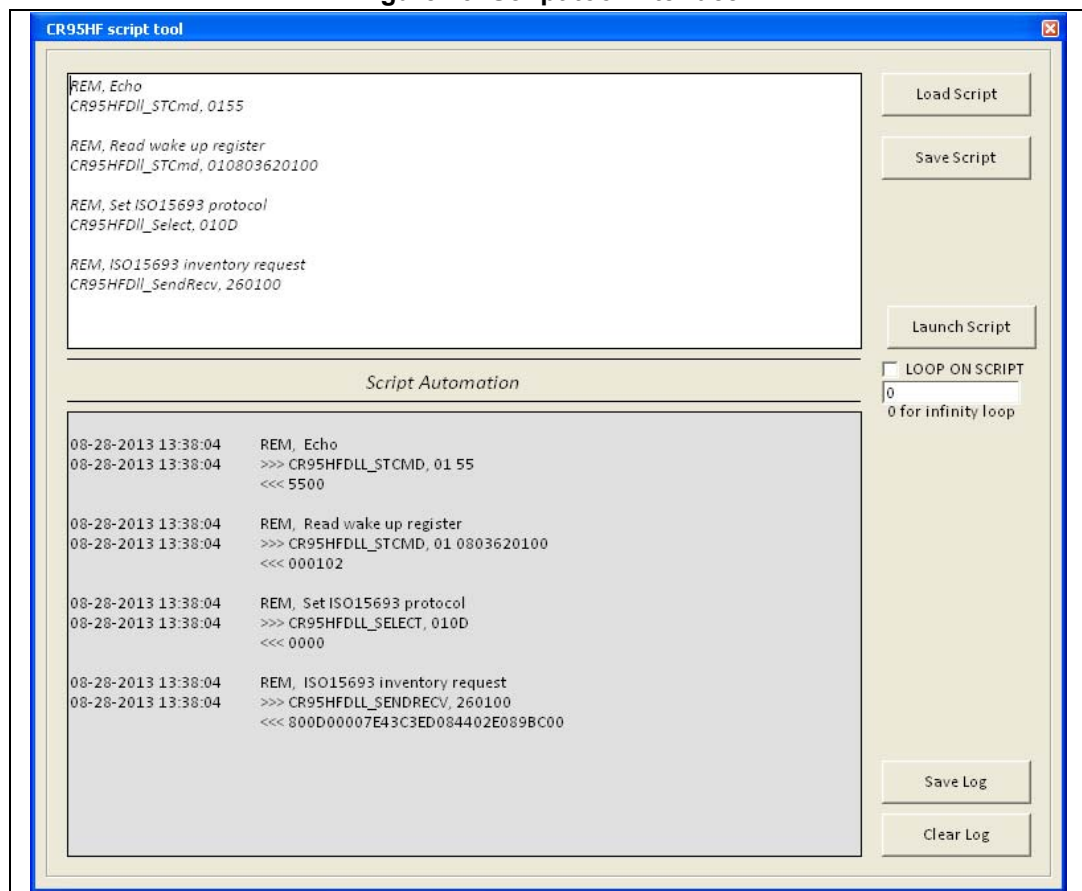 CR95HF script tool
REM, Echo
CR95HFDll_STCmd, 0155
REM, Read wake up register
CR95HFDll_STCmd, 010803620100
REM, Set ISO15693 protocol
CR95HFDll_Select, 010D
REM, ISO15693 inventory request
CR95HFDll_SendRecv, 260100
Load Script
Save Script
Launch Script
LOOP ON SCRIPT
0
0 for infinity loop
Script Automation
08-28-2013 13:38:04 REM, Echo
08-28-2013 13:38:04 >>> CR95HFDLL_STCMD, 01 55
<<< 5500
08-28-2013 13:38:04 REM, Read wake up register
08-28-2013 13:38:04 >>> CR95HFDLL_STCMD, 01 0803620100
<<< 000102
08-28-2013 13:38:04 REM, Set ISO15693 protocol
08-28-2013 13:38:04 >>> CR95HFDLL_SELECT, 010D
<<< 0000
08-28-2013 13:38:04 REM, ISO15693 inventory request
08-28-2013 13:38:04 >>> CR95HFDLL_SENDRECV, 260100
<<< 800D00007E43C3ED084402E089BC00
Save Log
Clear Log